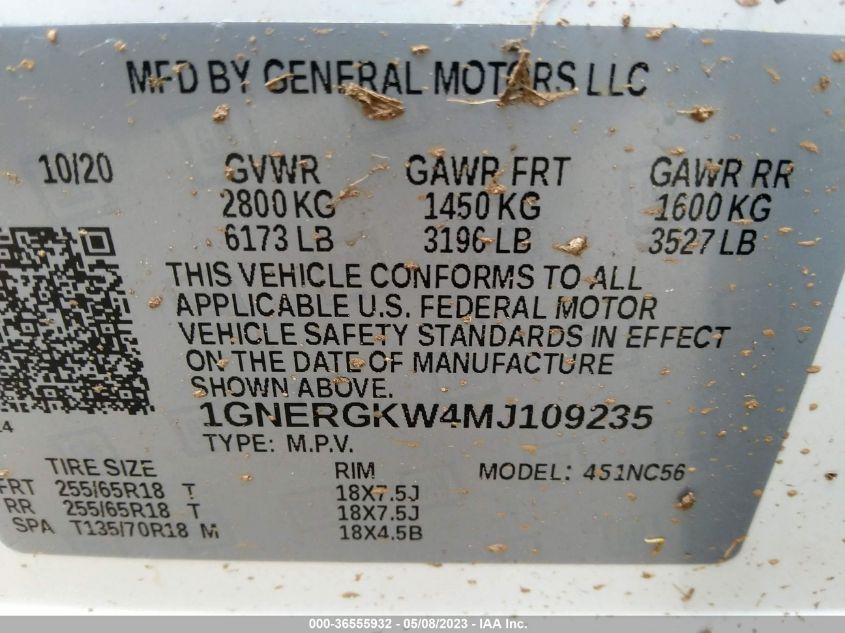 MFD BY GENERAL MOTORS LLC
10/20 GVWR GAWR FRT GAWR RR
2800 KG 1450 KG 1600 KG
6173 LB 3196 LB 3527 LB
THIS VEHICLE CONFORMS TO ALL
APPLICABLE U.S. FEDERAL MOTOR
VEHICLE SAFETY STANDARDS IN EFFECT
ON THE DATE OF MANUFACTURE
SHOWN ABOVE.
1GNERGKW4MJ109235
TYPE: M.P.V.
TIRE SIZE RIM MODEL: 451NC56
FRT 255/65R18 T 18X7.5J
RR 255/65R18 T 18X7.5J
SPA T135/70R18 M 18X4.5B
000-36555932 - 05/08/2023 - IAA Inc.